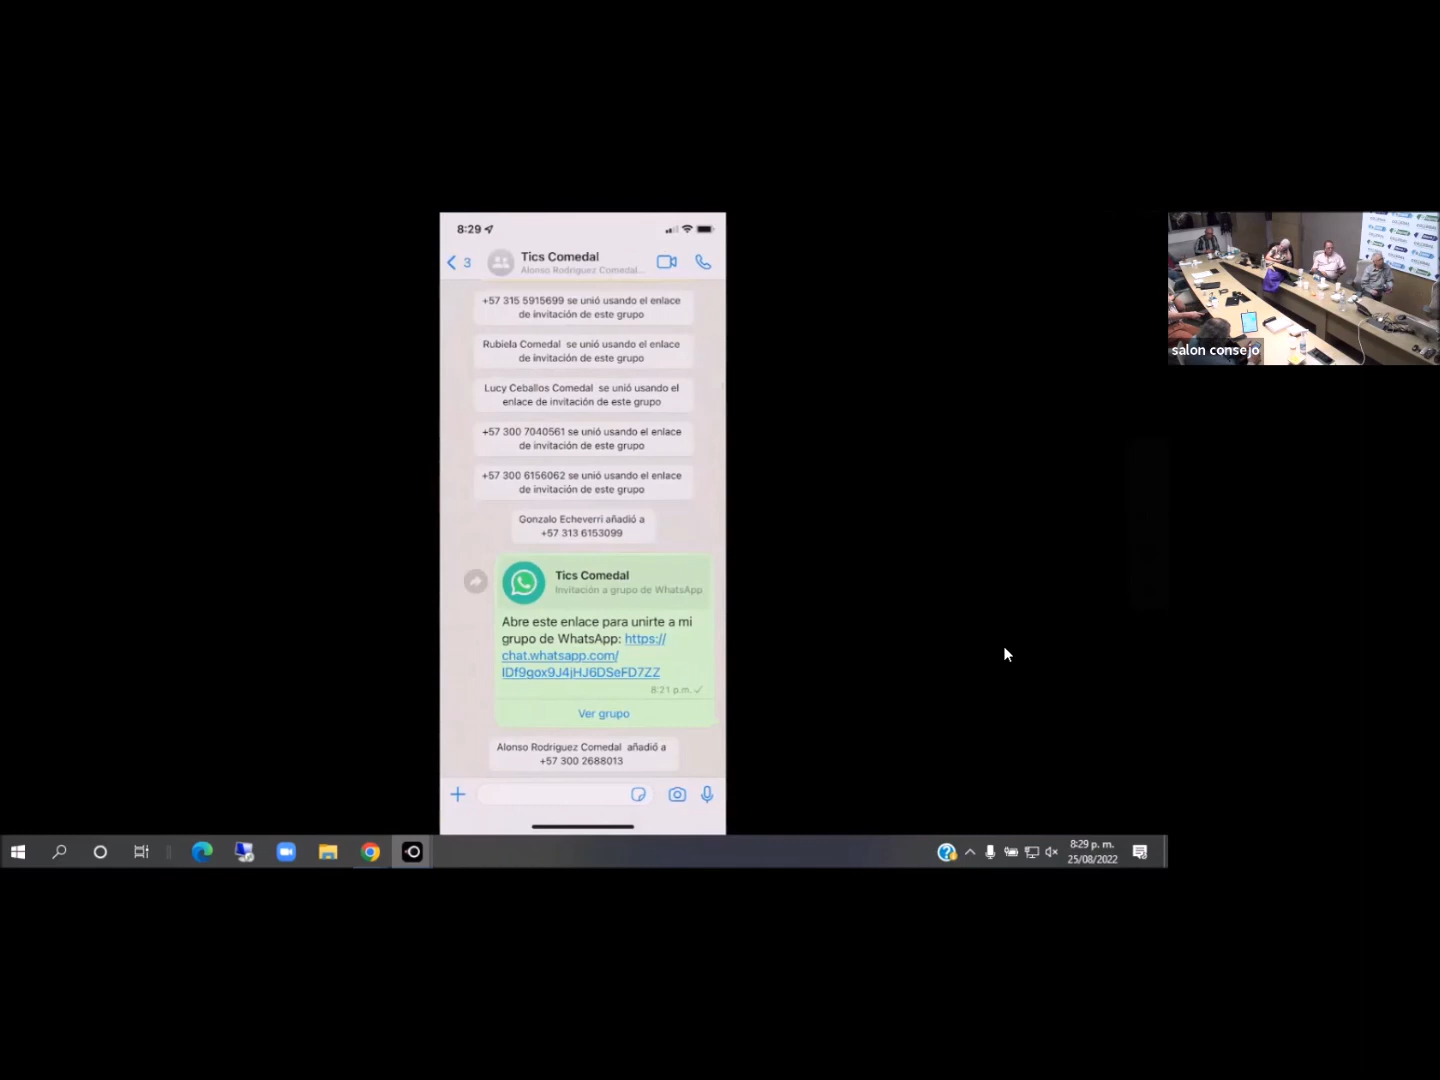 8:29
3
Tics Comedal
Alonso Rodriguez Comedal...
+57 315 5915699 se unió usando el enlace
de invitación de este grupo
Rubiela Comedal se unió usando el enlace
de invitación de este grupo
Lucy Ceballos Comedal se unió usando el
enlace de invitación de este grupo
+57 300 7040561 se unió usando el enlace
de invitación de este grupo
+57 300 6156062 se unió usando el enlace
de invitación de este grupo
Gonzalo Echeverri añadió a
+57 313 6153099
Tics Comedal
Invitación a grupo de WhatsApp
Abre este enlace para unirte a mi
grupo de WhatsApp: https://
chat.whatsapp.com/
IDf9gox9J4jHJ6DSeFD7ZZ
8:21 p.m.
Ver grupo
Alonso Rodriguez Comedal añadió a
+57 300 2688013
salon consejo
8:29 p. m.
25/08/2022